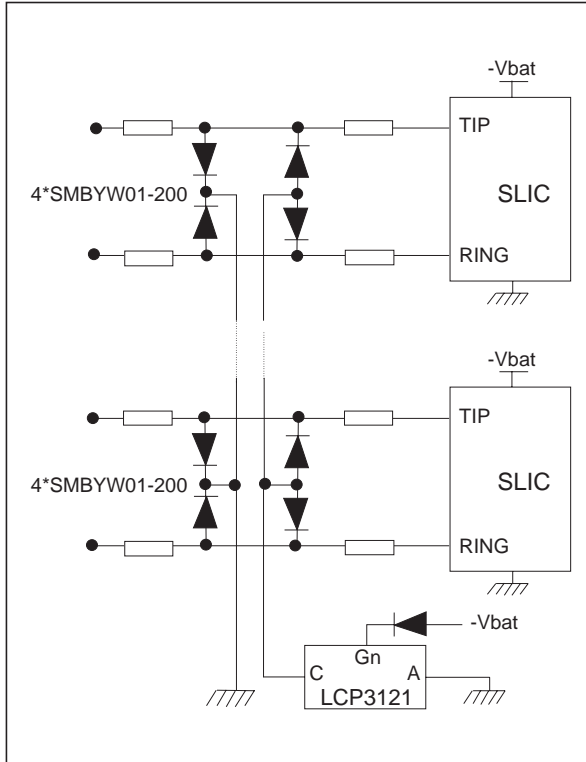 -Vbat
TIP
4*SMBYW01-200
SLIC
RING
-Vbat
TIP
4*SMBYW01-200
SLIC
RING
-Vbat
Gn
C
A
LCP3121